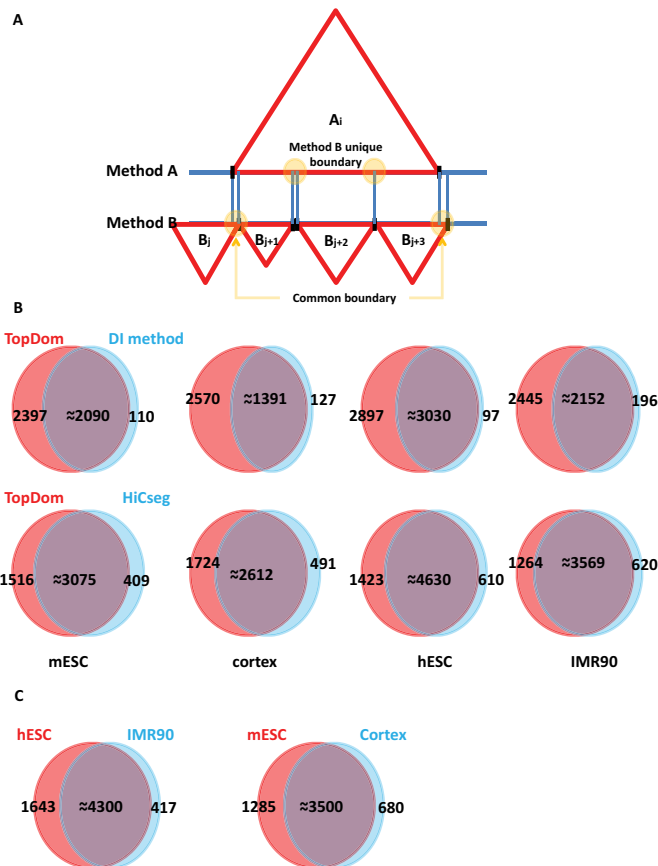 A
Ai
Method B unique
boundary
Method A
Method B
Bj
Bj+1
Bj+2
Bj+3
Common boundary
B
TopDom DI method
2397 ≈2090 110
2570 ≈1391 127
2897 ≈3030 97
2445 ≈2152 196
TopDom HiCseg
1516 ≈3075 409
1724 ≈2612 491
1423 ≈4630 610
1264 ≈3569 620
mESC cortex hESC IMR90
C
hESC IMR90 mESC Cortex
1643 ≈4300 417
1285 ≈3500 680